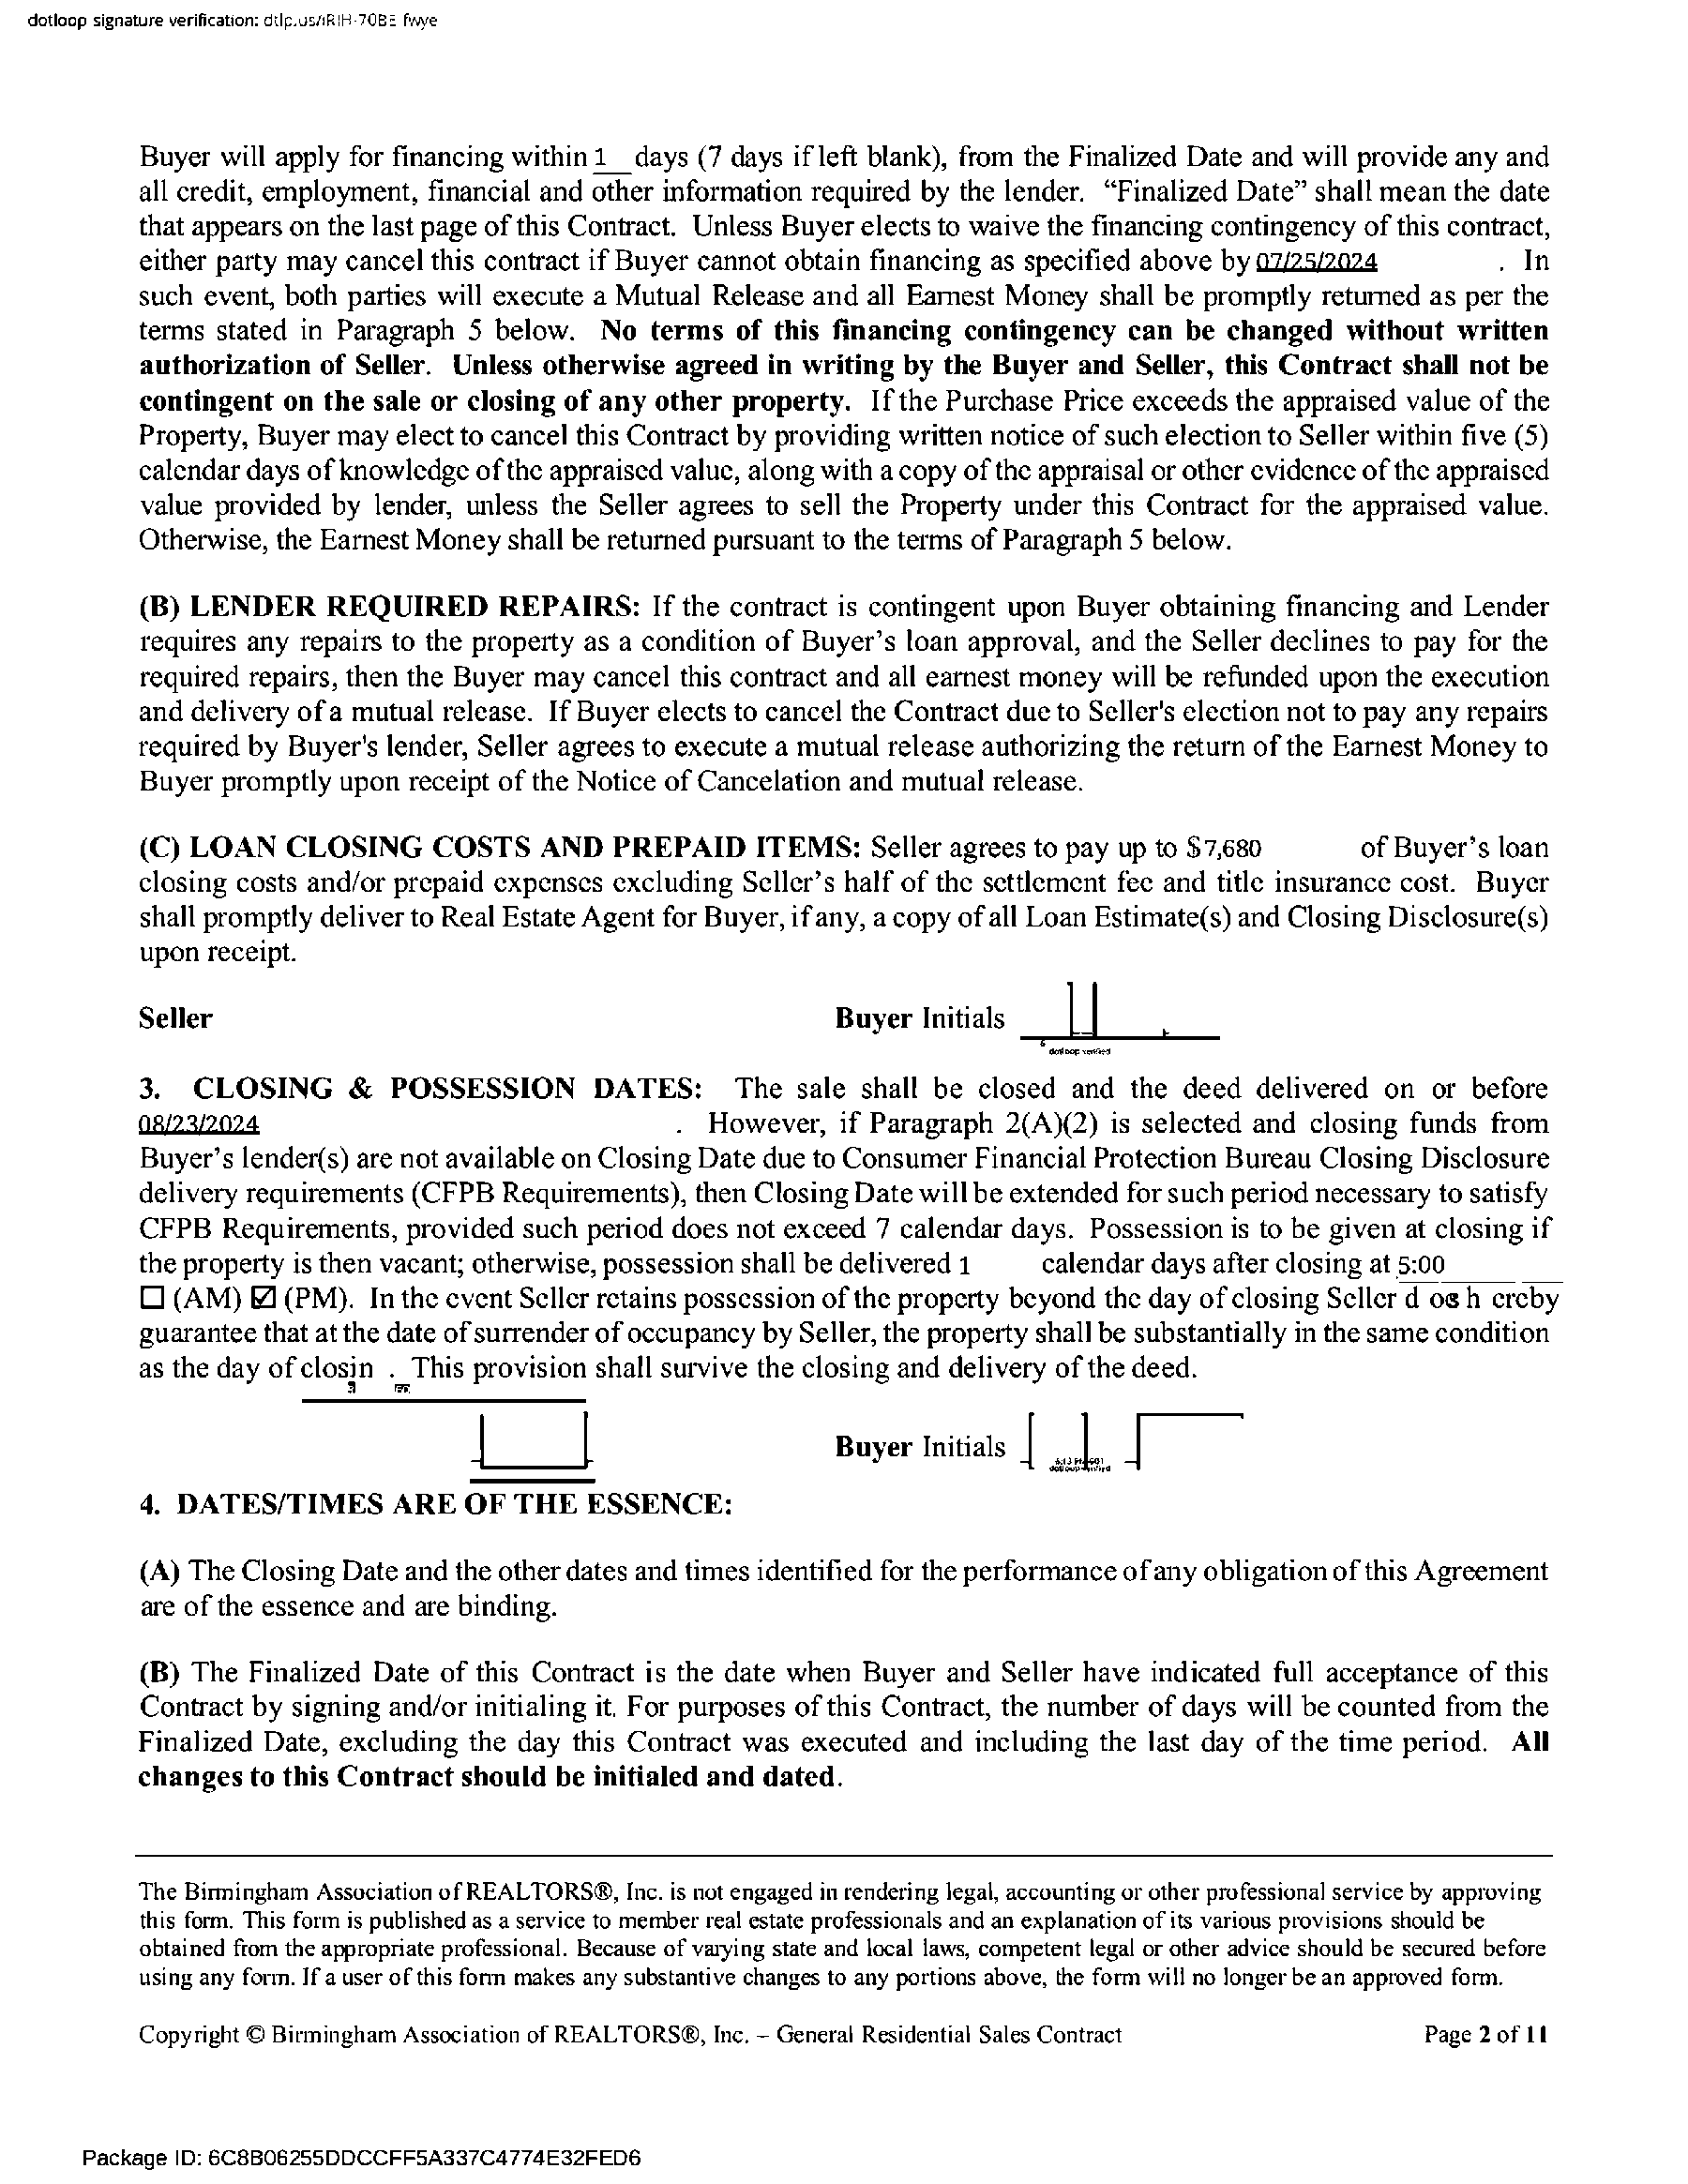 dotloop signature verification:
Buyer will apply for financing within 1 days (7 days if left blank), from the Finalized Date and will provide any and
all credit, employment, financial and other information required by the lender. “Finalized Date” shall mean the date
that appears on the last page of this Contract. Unless Buyer elects to waive the financing contingency of this contract,
either party may cancel this contract if Buyer cannot obtain financing as specified above by 07/25/2024 . In
such event, both parties will execute a Mutual Release and all Earnest Money shall be promptly returned as per the
terms stated in Paragraph 5 below. No terms of this financing contingency can be changed without written
authorization of Seller. Unless otherwise agreed in writing by the Buyer and Seller, this Contract shall not be
contingent on the sale or closing of any other property. If the Purchase Price exceeds the appraised value of the
Property, Buyer may elect to cancel this Contract by providing written notice of such election to Seller within five (5)
calendar days of knowledge of the appraised value, along with a copy of the appraisal or other evidence of the appraised
value provided by lender, unless the Seller agrees to sell the Property under this Contract for the appraised value.
Otherwise, the Earnest Money shall be returned pursuant to the terms of Paragraph 5 below.
(B) LENDER REQUIRED REPAIRS: If the contract is contingent upon Buyer obtaining financing and Lender
requires any repairs to the property as a condition of Buyer’s loan approval, and the Seller declines to pay for the
required repairs, then the Buyer may cancel this contract and all earnest money will be refunded upon the execution
and delivery of a mutual release. If Buyer elects to cancel the Contract due to Seller's election not to pay any repairs
required by Buyer's lender, Seller agrees to execute a mutual release authorizing the return of the Earnest Money to
Buyer promptly upon receipt of the Notice of Cancelation and mutual release.
(C) LOAN CLOSING COSTS AND PREPAID ITEMS: Seller agrees to pay up to $ 7,680 of Buyer’s loan
closing costs and/or prepaid expenses excluding Seller’s half of the settlement fee and title insurance cost. Buyer
shall promptly deliver to Real Estate Agent for Buyer, if any, a copy of all Loan Estimate(s) and Closing Disclosure(s)
upon receipt.
Seller Buyer Initials
dotloop verified
3. CLOSING & POSSESSION DATES: The sale shall be closed and the deed delivered on or before
08/23/2024 . However, if Paragraph 2(A)(2) is selected and closing funds from
Buyer’s lender(s) are not available on Closing Date due to Consumer Financial Protection Bureau Closing Disclosure
delivery requirements (CFPB Requirements), then Closing Date will be extended for such period necessary to satisfy
CFPB Requirements, provided such period does not exceed 7 calendar days. Possession is to be given at closing if
the property is then vacant; otherwise, possession shall be delivered 1 calendar days after closing at 5:00
☐ (AM) ☑ (PM). In the event Seller retains possession of the property beyond the day of closing Seller does hereby
guarantee that at the date of surrender of occupancy by Seller, the property shall be substantially in the same condition
as the day of closin . This provision shall survive the closing and delivery of the deed.
Buyer Initials
dotloop verified
4. DATES/TIMES ARE OF THE ESSENCE:
(A) The Closing Date and the other dates and times identified for the performance of any obligation of this Agreement
are of the essence and are binding.
(B) The Finalized Date of this Contract is the date when Buyer and Seller have indicated full acceptance of this
Contract by signing and/or initialing it. For purposes of this Contract, the number of days will be counted from the
Finalized Date, excluding the day this Contract was executed and including the last day of the time period. All
changes to this Contract should be initialed and dated.
The Birmingham Association of REALTORS®, Inc. is not engaged in rendering legal, accounting or other professional service by approving
this form. This form is published as a service to member real estate professionals and an explanation of its various provisions should be
obtained from the appropriate professional. Because of varying state and local laws, competent legal or other advice should be secured before
using any form. If a user of this form makes any substantive changes to any portions above, the form will no longer be an approved form.
Copyright © Birmingham Association of REALTORS®, Inc. – General Residential Sales Contract Page 2 of 11
Package ID: 6C8B06255DDCCFF5A337C4774E32FED6